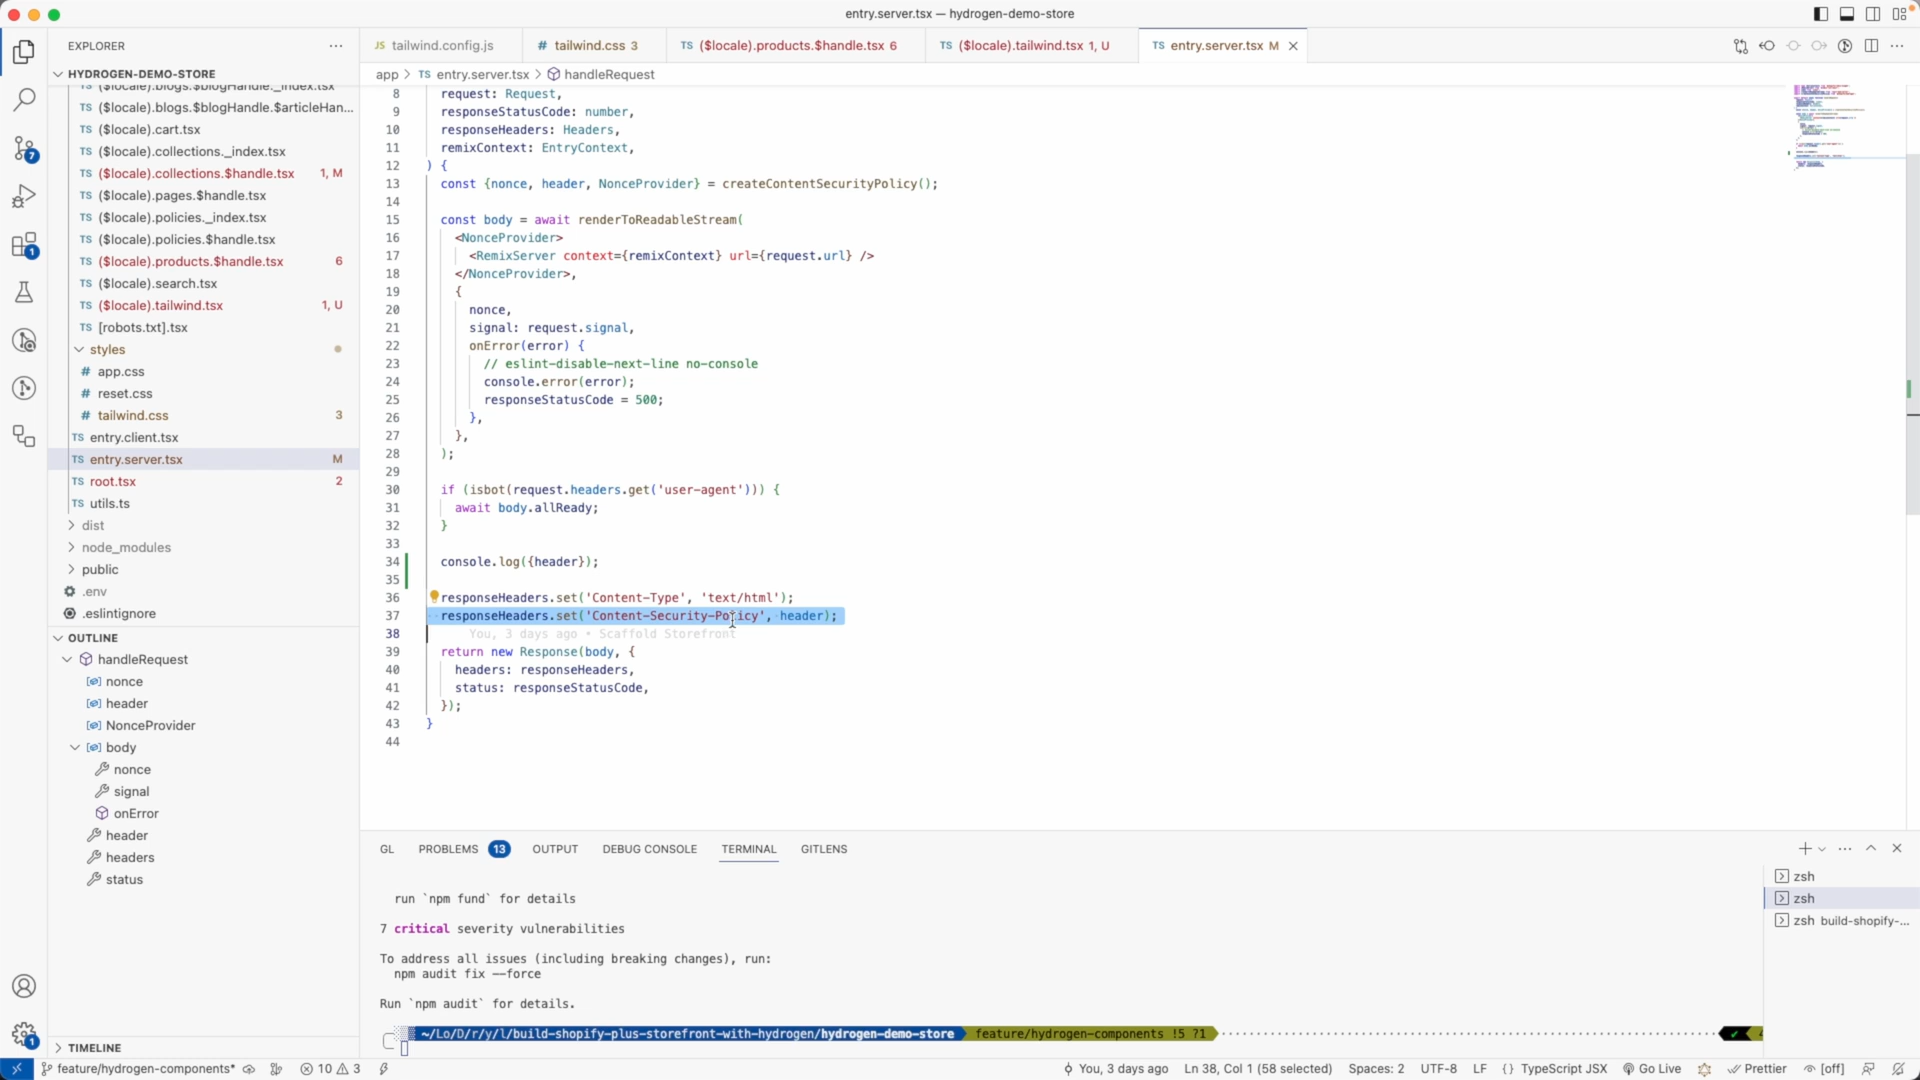 entry.server.tsx — hydrogen-demo-store
EXPLORER
JS tailwind.config.js
# tailwind.css 3
TS ($locale).products.$handle.tsx 6
TS ($locale).tailwind.tsx 1, U
TS entry.server.tsx M
HYDROGEN-DEMO-STORE
app > TS entry.server.tsx > handleRequest
TS ($locale).blogs.$blogHandle._index.tsx
TS ($locale).blogs.$blogHandle.$articleHan...
TS ($locale).cart.tsx
TS ($locale).collections._index.tsx
TS ($locale).collections.$handle.tsx 1, M
TS ($locale).pages.$handle.tsx
TS ($locale).policies._index.tsx
TS ($locale).policies.$handle.tsx
TS ($locale).products.$handle.tsx 6
TS ($locale).search.tsx
TS ($locale).tailwind.tsx 1, U
TS [robots.txt].tsx
styles
# app.css
# reset.css
# tailwind.css 3
TS entry.client.tsx
TS entry.server.tsx M
TS root.tsx 2
TS utils.ts
dist
node_modules
public
.env
.eslintignore
OUTLINE
handleRequest
nonce
header
NonceProvider
body
nonce
signal
onError
header
headers
status
TIMELINE
7
1
1
8 request: Request,
9 responseStatusCode: number,
10 responseHeaders: Headers,
11 remixContext: EntryContext,
12 ) {
13 const {nonce, header, NonceProvider} = createContentSecurityPolicy();
14
15 const body = await renderToReadableStream(
16 <NonceProvider>
17 <RemixServer context={remixContext} url={request.url} />
18 </NonceProvider>,
19 {
20 nonce,
21 signal: request.signal,
22 onError(error) {
23 // eslint-disable-next-line no-console
24 console.error(error);
25 responseStatusCode = 500;
26 },
27 },
28 );
29
30 if (isbot(request.headers.get('user-agent'))) {
31 await body.allReady;
32 }
33
34 console.log({header});
35
36 responseHeaders.set('Content-Type', 'text/html');
37 responseHeaders.set('Content-Security-Policy', header);
38 You, 3 days ago • Scaffold Storefront
39 return new Response(body, {
40 headers: responseHeaders,
41 status: responseStatusCode,
42 });
43 }
44
GL PROBLEMS 13 OUTPUT DEBUG CONSOLE TERMINAL GITLENS
run `npm fund` for details
7 critical severity vulnerabilities
To address all issues (including breaking changes), run:
npm audit fix --force
Run `npm audit` for details.
~/Lo/D/r/y/l/build-shopify-plus-storefront-with-hydrogen/hydrogen-demo-store feature/hydrogen-components !5 ?1
zsh
zsh
zsh build-shopify-...
feature/hydrogen-components* 10 3
You, 3 days ago Ln 38, Col 1 (58 selected) Spaces: 2 UTF-8 LF {} TypeScript JSX Go Live Prettier [off]